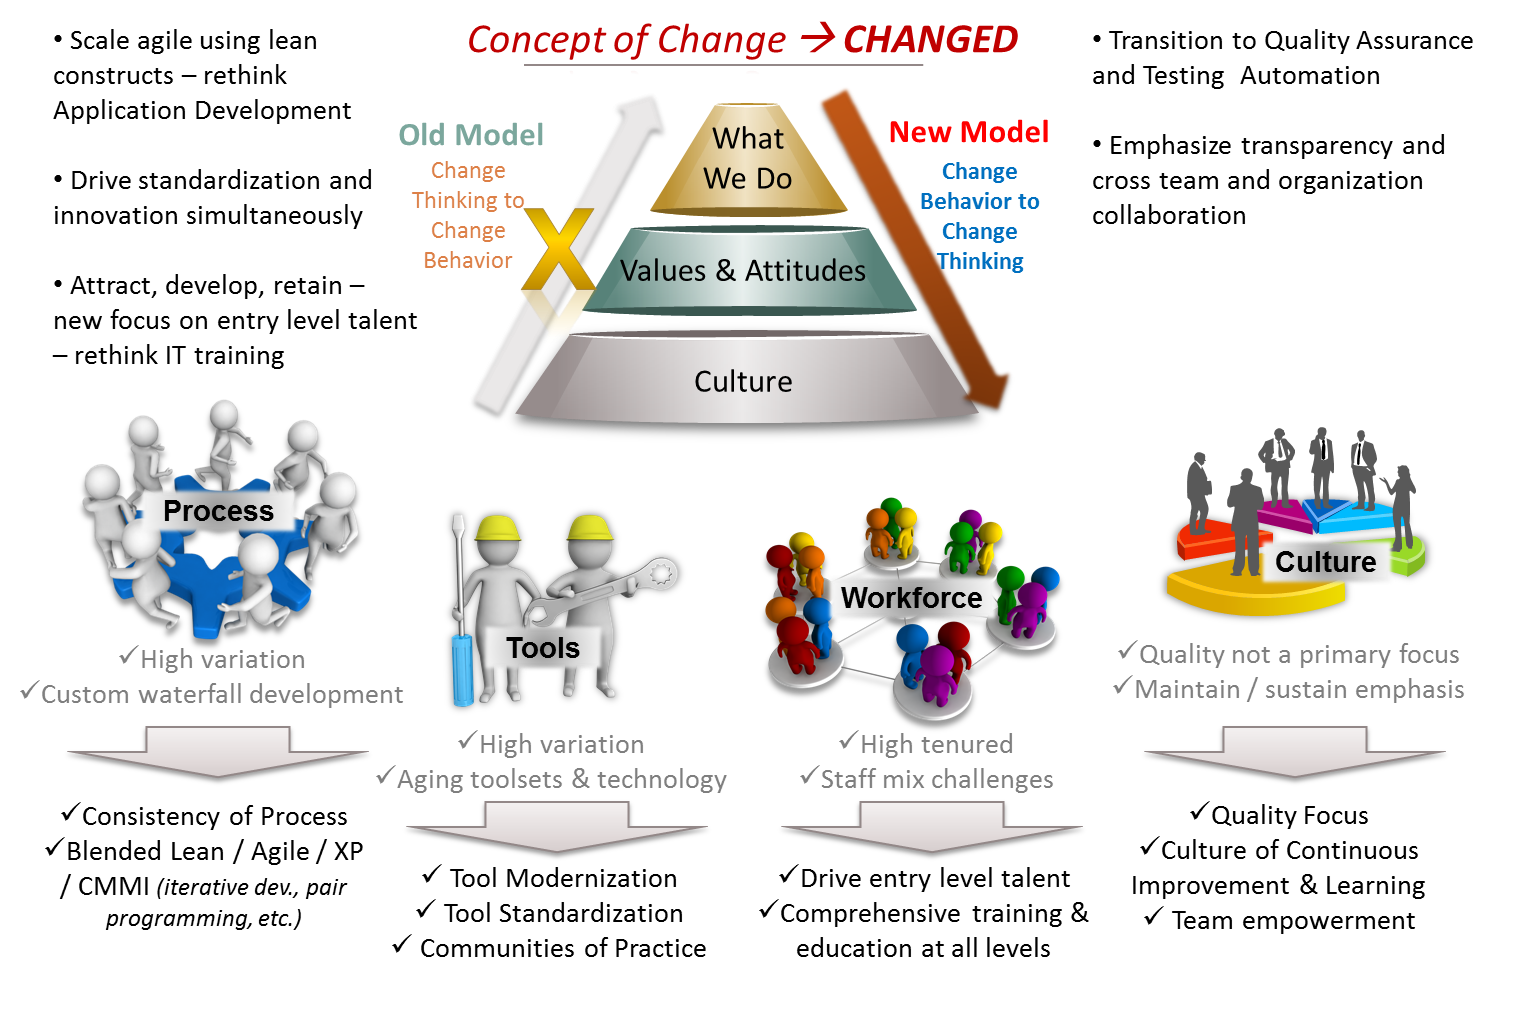 Concept of Change → CHANGED
• Scale agile using lean
constructs – rethink
Application Development
• Drive standardization and
innovation simultaneously
• Attract, develop, retain –
new focus on entry level talent
– rethink IT training
Old Model
Change
Thinking to
Change
Behavior
X
What
We Do
Values & Attitudes
Culture
New Model
Change
Behavior to
Change
Thinking
• Transition to Quality Assurance
and Testing Automation
• Emphasize transparency and
cross team and organization
collaboration
Process
✓High variation
✓Custom waterfall development
✓Consistency of Process
✓Blended Lean / Agile / XP
/ CMMI (iterative dev., pair
programming, etc.)
Tools
✓High variation
✓Aging toolsets & technology
✓ Tool Modernization
✓ Tool Standardization
✓ Communities of Practice
Workforce
✓High tenured
✓Staff mix challenges
✓Drive entry level talent
✓Comprehensive training &
education at all levels
Culture
✓Quality not a primary focus
✓Maintain / sustain emphasis
✓Quality Focus
✓Culture of Continuous
Improvement & Learning
✓ Team empowerment